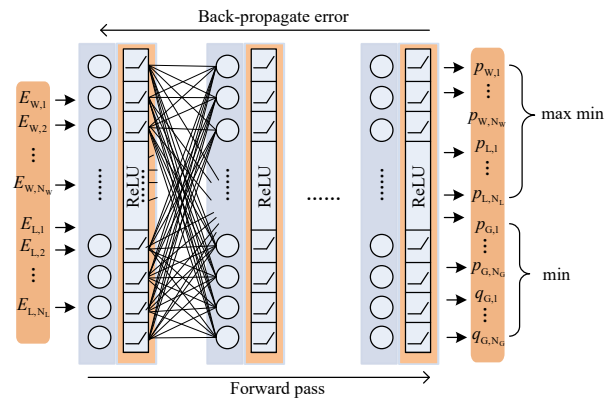 Back-propagate error
E_W,1
E_W,2
⋯
E_W,N_W
E_L,1
E_L,2
⋯
E_L,N_L
⋯⋯
ReLU
⋯⋯
ReLU
⋯⋯
⋯⋯
ReLU
p_W,1
⋯
p_W,N_W
p_L,1
⋯
p_L,N_L
p_G,1
⋯
p_G,N_G
q_G,1
⋯
q_G,N_G
max min
min
Forward pass